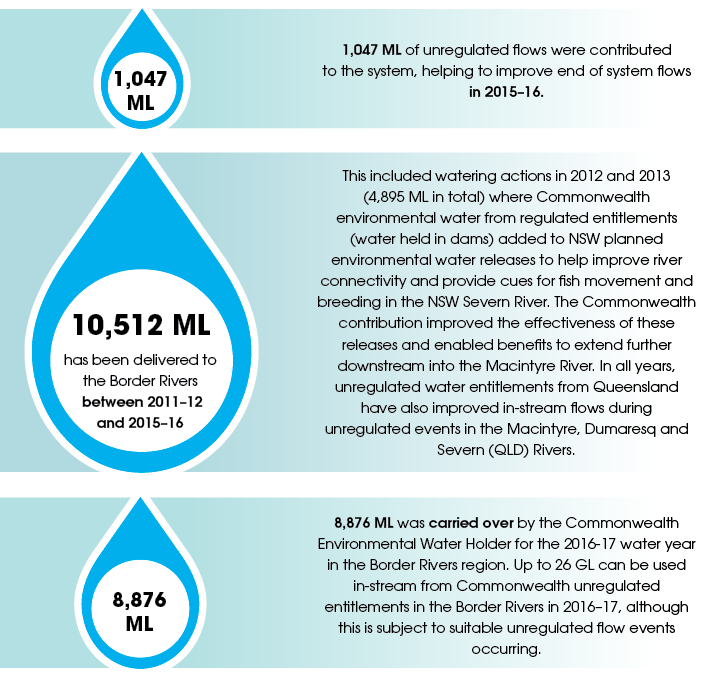 1,047
ML
1,047 ML of unregulated flows were contributed
to the system, helping to improve end of system flows
in 2015–16.
10,512 ML
has been delivered to
the Border Rivers
between 2011–12
and 2015–16
This included watering actions in 2012 and 2013
(4,895 ML in total) where Commonwealth
environmental water from regulated entitlements
(water held in dams) added to NSW planned
environmental water releases to help improve river
connectivity and provide cues for fish movement and
breeding in the NSW Severn River. The Commonwealth
contribution improved the effectiveness of these
releases and enabled benefits to extend further
downstream into the Macintyre River. In all years,
unregulated water entitlements from Queensland
have also improved in-stream flows during
unregulated events in the Macintyre, Dumaresq and
Severn (QLD) Rivers.
8,876
ML
8,876 ML was carried over by the Commonwealth
Environmental Water Holder for the 2016-17 water year
in the Border Rivers region. Up to 26 GL can be used
in-stream from Commonwealth unregulated
entitlements in the Border Rivers in 2016–17, although
this is subject to suitable unregulated flow events
occurring.